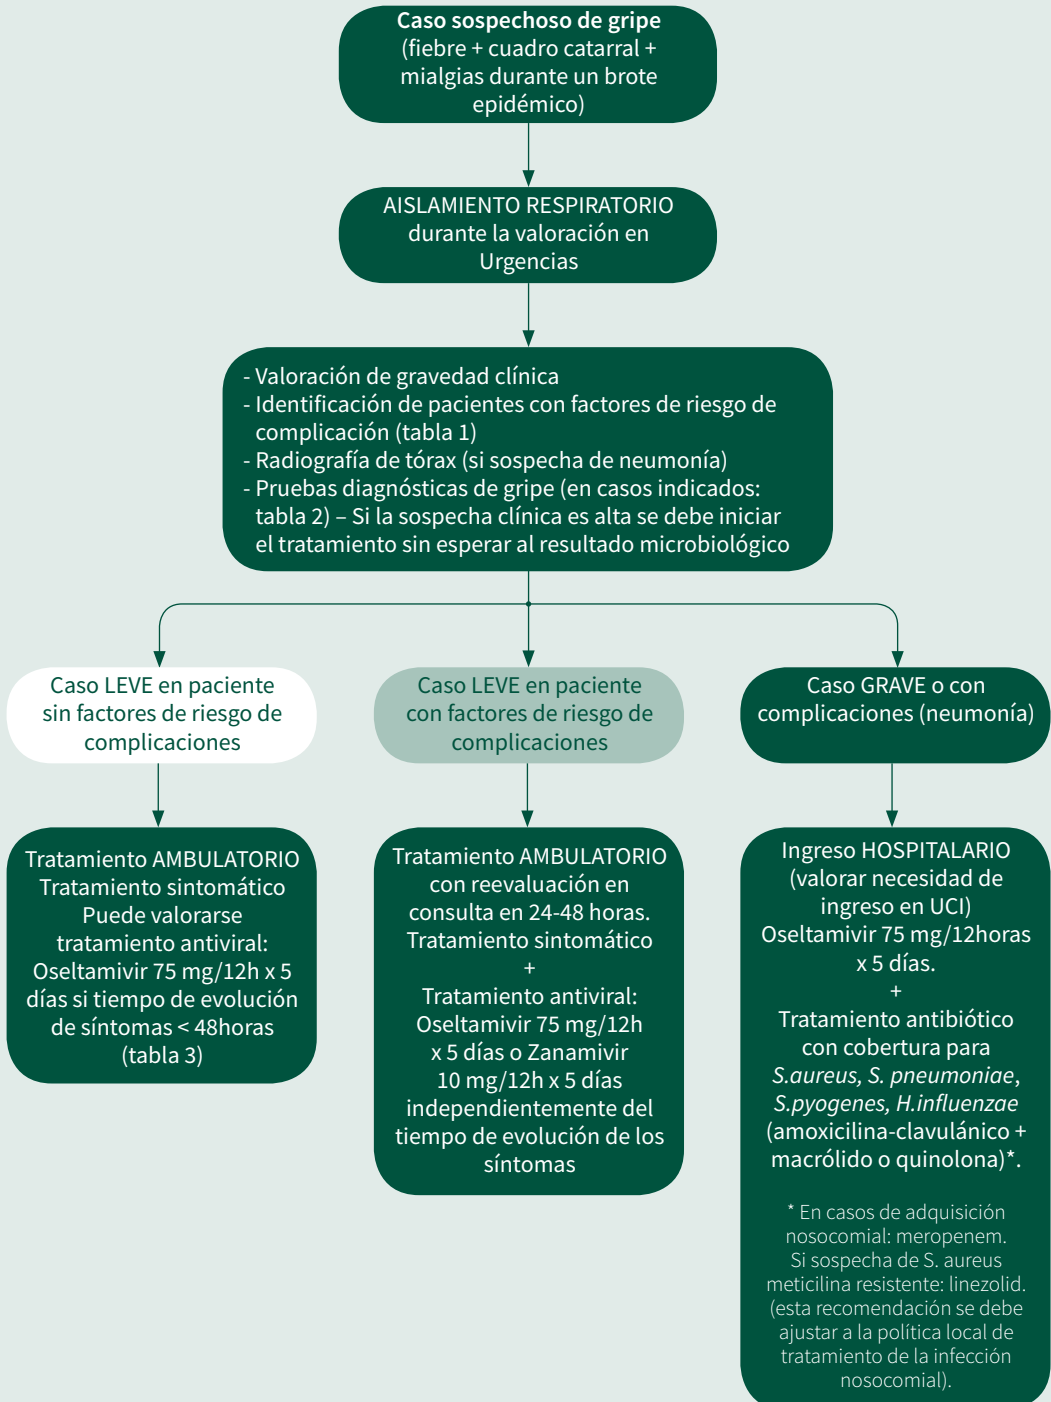 Caso sospechoso de gripe
(fiebre + cuadro catarral +
mialgias durante un brote
epidémico)
AISLAMIENTO RESPIRATORIO
durante la valoración en
Urgencias
- Valoración de gravedad clínica
- Identificación de pacientes con factores de riesgo de
complicación (tabla 1)
- Radiografía de tórax (si sospecha de neumonía)
- Pruebas diagnósticas de gripe (en casos indicados:
tabla 2) – Si la sospecha clínica es alta se debe iniciar
el tratamiento sin esperar al resultado microbiológico
Caso LEVE en paciente
sin factores de riesgo de
complicaciones
Caso LEVE en paciente
con factores de riesgo de
complicaciones
Caso GRAVE o con
complicaciones (neumonía)
Tratamiento AMBULATORIO
Tratamiento sintomático
Puede valorarse
tratamiento antiviral:
Oseltamivir 75 mg/12h x 5
días si tiempo de evolución
de síntomas < 48horas
(tabla 3)
Tratamiento AMBULATORIO
con reevaluación en
consulta en 24-48 horas.
Tratamiento sintomático
+
Tratamiento antiviral:
Oseltamivir 75 mg/12h
x 5 días o Zanamivir
10 mg/12h x 5 días
independientemente del
tiempo de evolución de los
síntomas
Ingreso HOSPITALARIO
(valorar necesidad de
ingreso en UCI)
Oseltamivir 75 mg/12horas
x 5 días.
+
Tratamiento antibiótico
con cobertura para
S.aureus, S. pneumoniae,
S.pyogenes, H.influenzae
(amoxicilina-clavulánico +
macrólido o quinolona)*.
* En casos de adquisición
nosocomial: meropenem.
Si sospecha de S. aureus
meticilina resistente: linezolid.
(esta recomendación se debe
ajustar a la política local de
tratamiento de la infección
nosocomial).